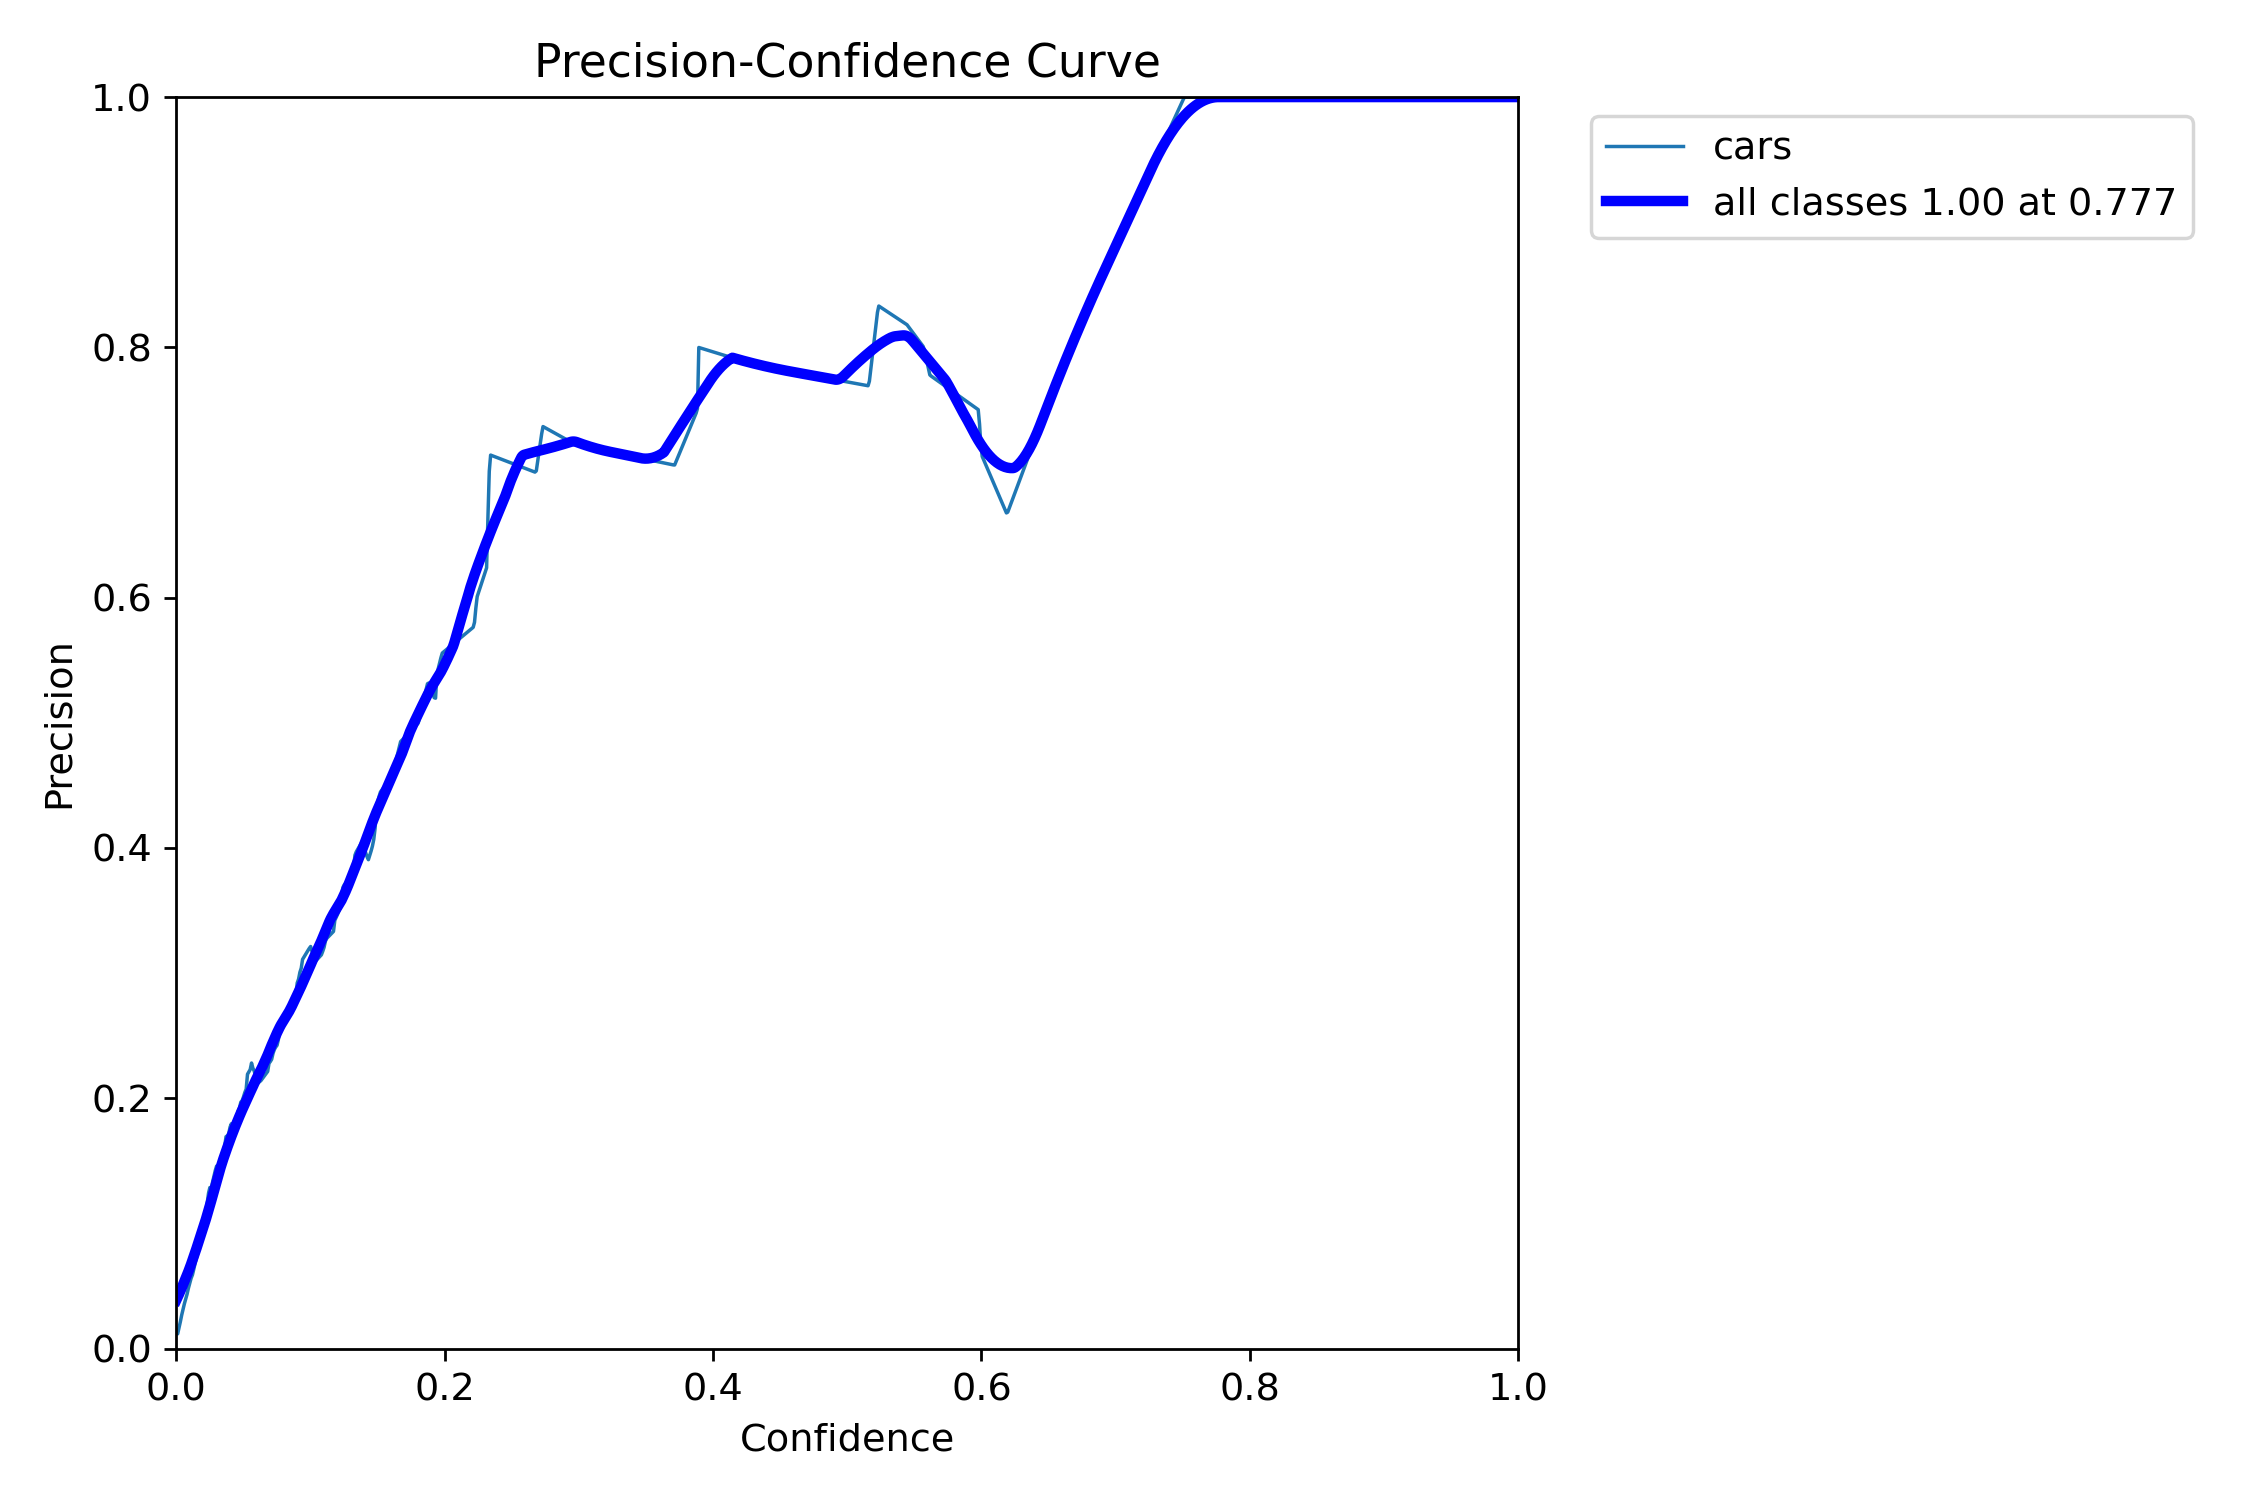 Precision-Confidence Curve
1.0
0.8
0.6
0.4
0.2
0.0
Precision
0.0 0.2 0.4 0.6 0.8 1.0
Confidence
cars
all classes 1.00 at 0.777